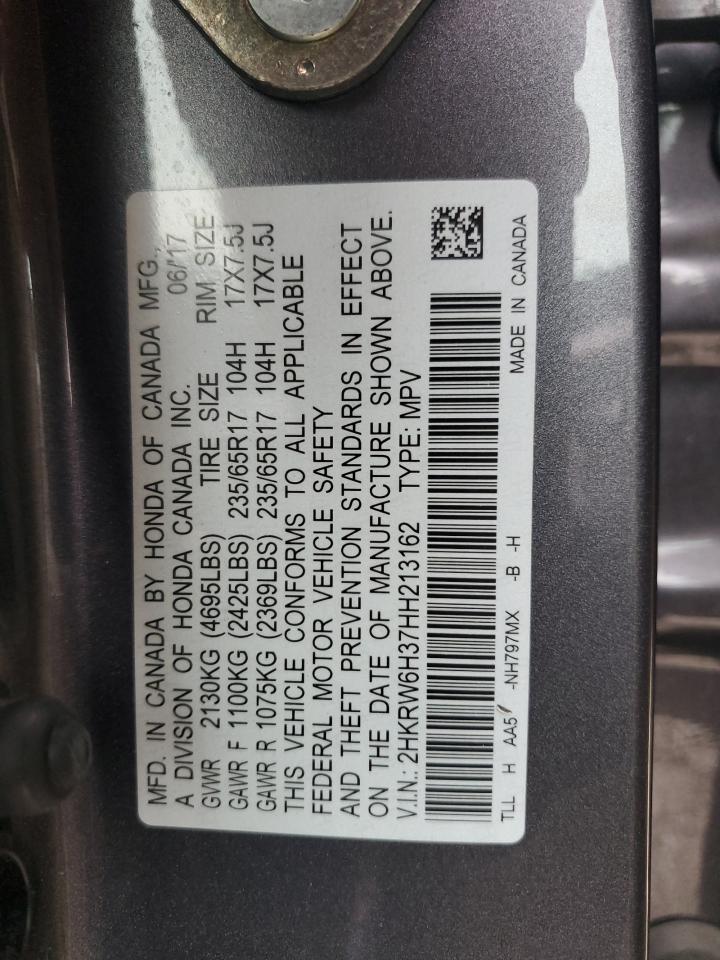 MFD. IN CANADA BY HONDA OF CANADA MFG.,
A DIVISION OF HONDA CANADA INC. 06/'17
GVWR 2130KG (4695LBS) TIRE SIZE RIM SIZE
GAWR F 1100KG (2425LBS) 235/65R17 104H 17X7.5J
GAWR R 1075KG (2369LBS) 235/65R17 104H 17X7.5J
THIS VEHICLE CONFORMS TO ALL APPLICABLE
FEDERAL MOTOR VEHICLE SAFETY
AND THEFT PREVENTION STANDARDS IN EFFECT
ON THE DATE OF MANUFACTURE SHOWN ABOVE.
V.I.N.: 2HKRW6H37HH213162 TYPE: MPV
TLL H AA5 -NH797MX -B -H MADE IN CANADA